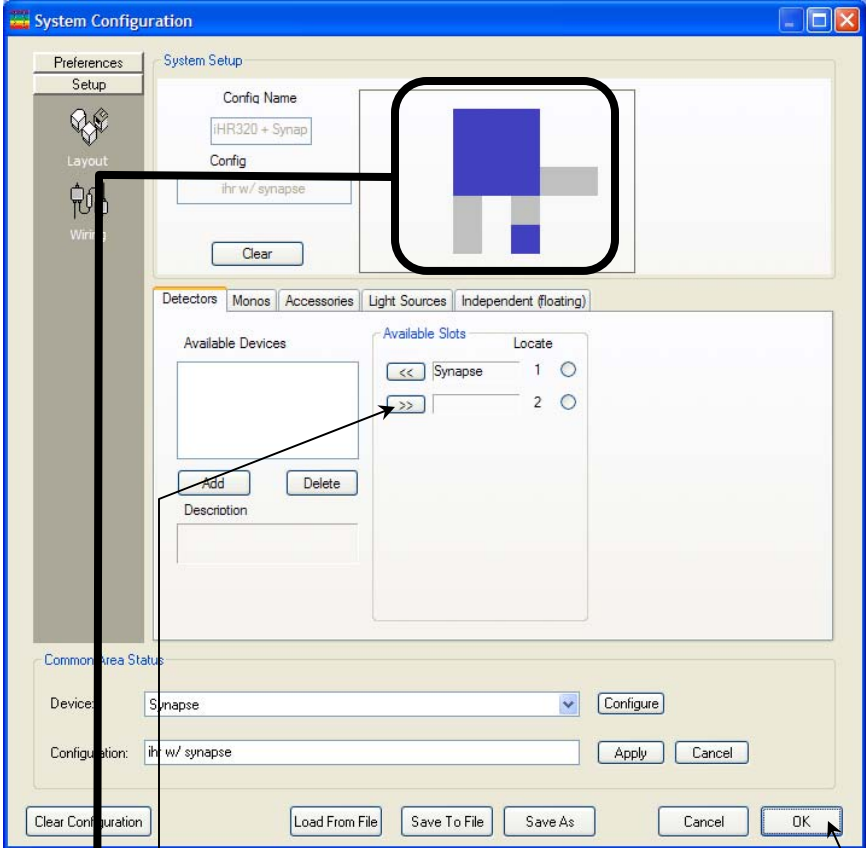 System Configuration
Preferences
Setup
Layout
Wiring
System Setup
Config Name
iHR320 + Synap
Config
ihr w/ synapse
Clear
Detectors
Monos
Accessories
Light Sources
Independent (floating)
Available Devices
Add
Delete
Description
Available Slots
Locate
<< Synapse 1
>> 2
Common Area Status
Device: Synapse
Configure
Configuration: ihr w/ synapse
Apply
Cancel
Clear Configuration
Load From File
Save To File
Save As
Cancel
OK